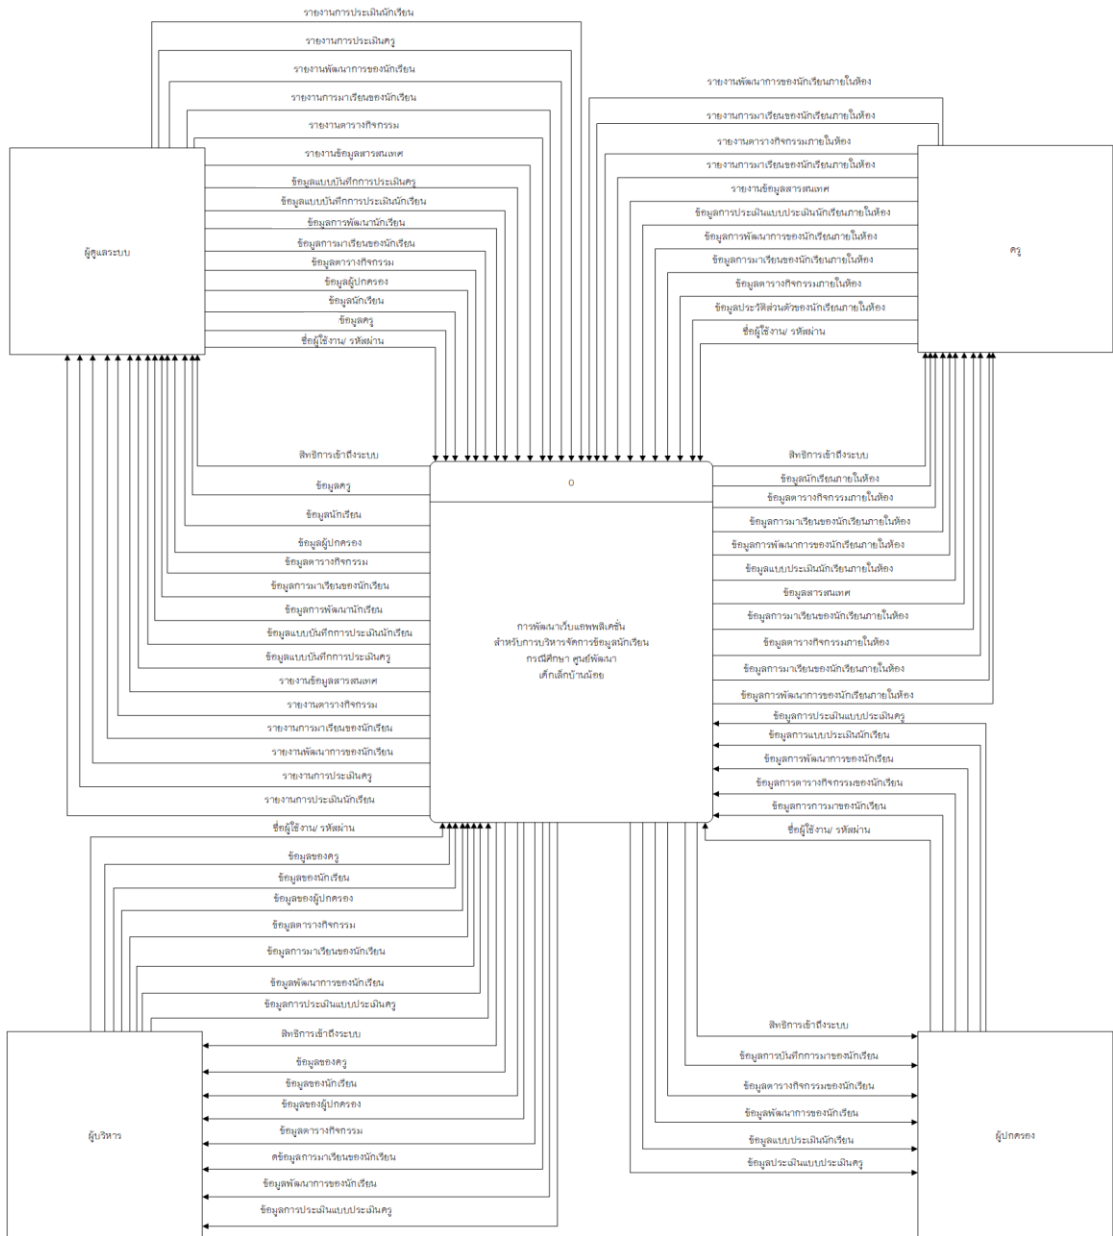 รายงานการประเมินนักเรียน
รายงานการประเมินครู
รายงานพัฒนาการของนักเรียน
รายงานการมาเรียนของนักเรียน
รายงานตารางกิจกรรม
รายงานข้อมูลสารสนเทศ
ข้อมูลแบบบันทึกการประเมินครู
ข้อมูลแบบบันทึกการประเมินนักเรียน
ข้อมูลการพัฒนานักเรียน
ข้อมูลการมาเรียนของนักเรียน
ข้อมูลตารางกิจกรรม
ข้อมูลผู้ปกครอง
ข้อมูลนักเรียน
ข้อมูลครู
ชื่อผู้ใช้งาน/ รหัสผ่าน
ผู้ดูแลระบบ
รายงานพัฒนาการของนักเรียนภายในห้อง
รายงานการมาเรียนของนักเรียนภายในห้อง
รายงานตารางกิจกรรมภายในห้อง
รายงานการมาเรียนของนักเรียนภายในห้อง
รายงานข้อมูลสารสนเทศ
ข้อมูลการประเมินแบบประเมินนักเรียนภายในห้อง
ข้อมูลการพัฒนาการของนักเรียนภายในห้อง
ข้อมูลการมาเรียนของนักเรียนภายในห้อง
ข้อมูลตารางกิจกรรมภายในห้อง
ข้อมูลประวัติส่วนตัวของนักเรียนภายในห้อง
ชื่อผู้ใช้งาน/ รหัสผ่าน
ครู
สิทธิการเข้าถึงระบบ
ข้อมูลครู
ข้อมูลนักเรียน
ข้อมูลผู้ปกครอง
ข้อมูลตารางกิจกรรม
ข้อมูลการมาเรียนของนักเรียน
ข้อมูลการพัฒนานักเรียน
ข้อมูลแบบบันทึกการประเมินนักเรียน
ข้อมูลแบบบันทึกการประเมินครู
รายงานข้อมูลสารสนเทศ
รายงานตารางกิจกรรม
รายงานการมาเรียนของนักเรียน
รายงานพัฒนาการของนักเรียน
รายงานการประเมินครู
รายงานการประเมินนักเรียน
0
การพัฒนาเว็บแอพพลิเคชั่น
สำหรับการบริหารจัดการข้อมูลนักเรียน
กรณีศึกษา ศูนย์พัฒนา
เด็กเล็กบ้านน้อย
สิทธิการเข้าถึงระบบ
ข้อมูลนักเรียนภายในห้อง
ข้อมูลตารางกิจกรรมภายในห้อง
ข้อมูลการมาเรียนของนักเรียนภายในห้อง
ข้อมูลการพัฒนาการของนักเรียนภายในห้อง
ข้อมูลแบบประเมินนักเรียนภายในห้อง
ข้อมูลสารสนเทศ
ข้อมูลการมาเรียนของนักเรียนภายในห้อง
ข้อมูลตารางกิจกรรมภายในห้อง
ข้อมูลการมาเรียนของนักเรียนภายในห้อง
ข้อมูลการพัฒนาการของนักเรียนภายในห้อง
ข้อมูลการประเมินแบบประเมินครู
ข้อมูลการแบบประเมินนักเรียน
ข้อมูลการพัฒนาการของนักเรียน
ข้อมูลการตารางกิจกรรมของนักเรียน
ข้อมูลการการมาของนักเรียน
ชื่อผู้ใช้งาน/ รหัสผ่าน
ชื่อผู้ใช้งาน/ รหัสผ่าน
ข้อมูลของครู
ข้อมูลของนักเรียน
ข้อมูลของผู้ปกครอง
ข้อมูลตารางกิจกรรม
ข้อมูลการมาเรียนของนักเรียน
ข้อมูลพัฒนาการของนักเรียน
ข้อมูลการประเมินแบบประเมินครู
สิทธิการเข้าถึงระบบ
ข้อมูลของครู
ข้อมูลของนักเรียน
ข้อมูลของผู้ปกครอง
ข้อมูลตารางกิจกรรม
คข้อมูลการมาเรียนของนักเรียน
ข้อมูลพัฒนาการของนักเรียน
ข้อมูลการประเมินแบบประเมินครู
ผู้บริหาร
สิทธิการเข้าถึงระบบ
ข้อมูลการบันทึกการมาของนักเรียน
ข้อมูลตารางกิจกรรมของนักเรียน
ข้อมูลพัฒนาการของนักเรียน
ข้อมูลแบบประเมินนักเรียน
ข้อมูลประเมินแบบประเมินครู
ผู้ปกครอง